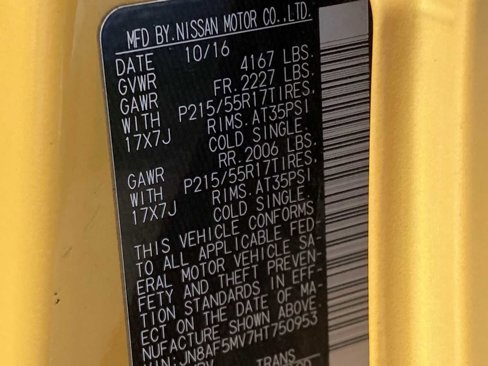 MFD BY.NISSAN MOTOR CO.,LTD.
DATE 10/16
GVWR 4167 LBS.
GAWR FR.2227 LBS.
WITH P215/55R17TIRES,
17X7J RIMS.AT35PSI
COLD SINGLE.
GAWR RR.2006 LBS.
WITH P215/55R17TIRES,
17X7J RIMS.AT35PSI
COLD SINGLE.
THIS VEHICLE CONFORMS
TO ALL APPLICABLE FED-
ERAL MOTOR VEHICLE SA-
FETY AND THEFT PREVEN-
TION STANDARDS IN EFF-
ECT ON THE DATE OF MA-
NUFACTURE SHOWN ABOVE.
VIN:JN8AF5MV7HT750953
TRANS